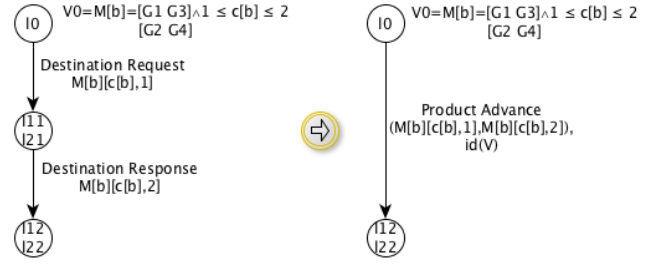 I0
V0=M[b]=[G1 G3]∧1 ≤ c[b] ≤ 2
[G2 G4]
Destination Request
M[b][c[b],1]
I11
I21
Destination Response
M[b][c[b],2]
I12
I22
I0
V0=M[b]=[G1 G3]∧1 ≤ c[b] ≤ 2
[G2 G4]
Product Advance
(M[b][c[b],1],M[b][c[b],2]),
id(V)
I12
I22